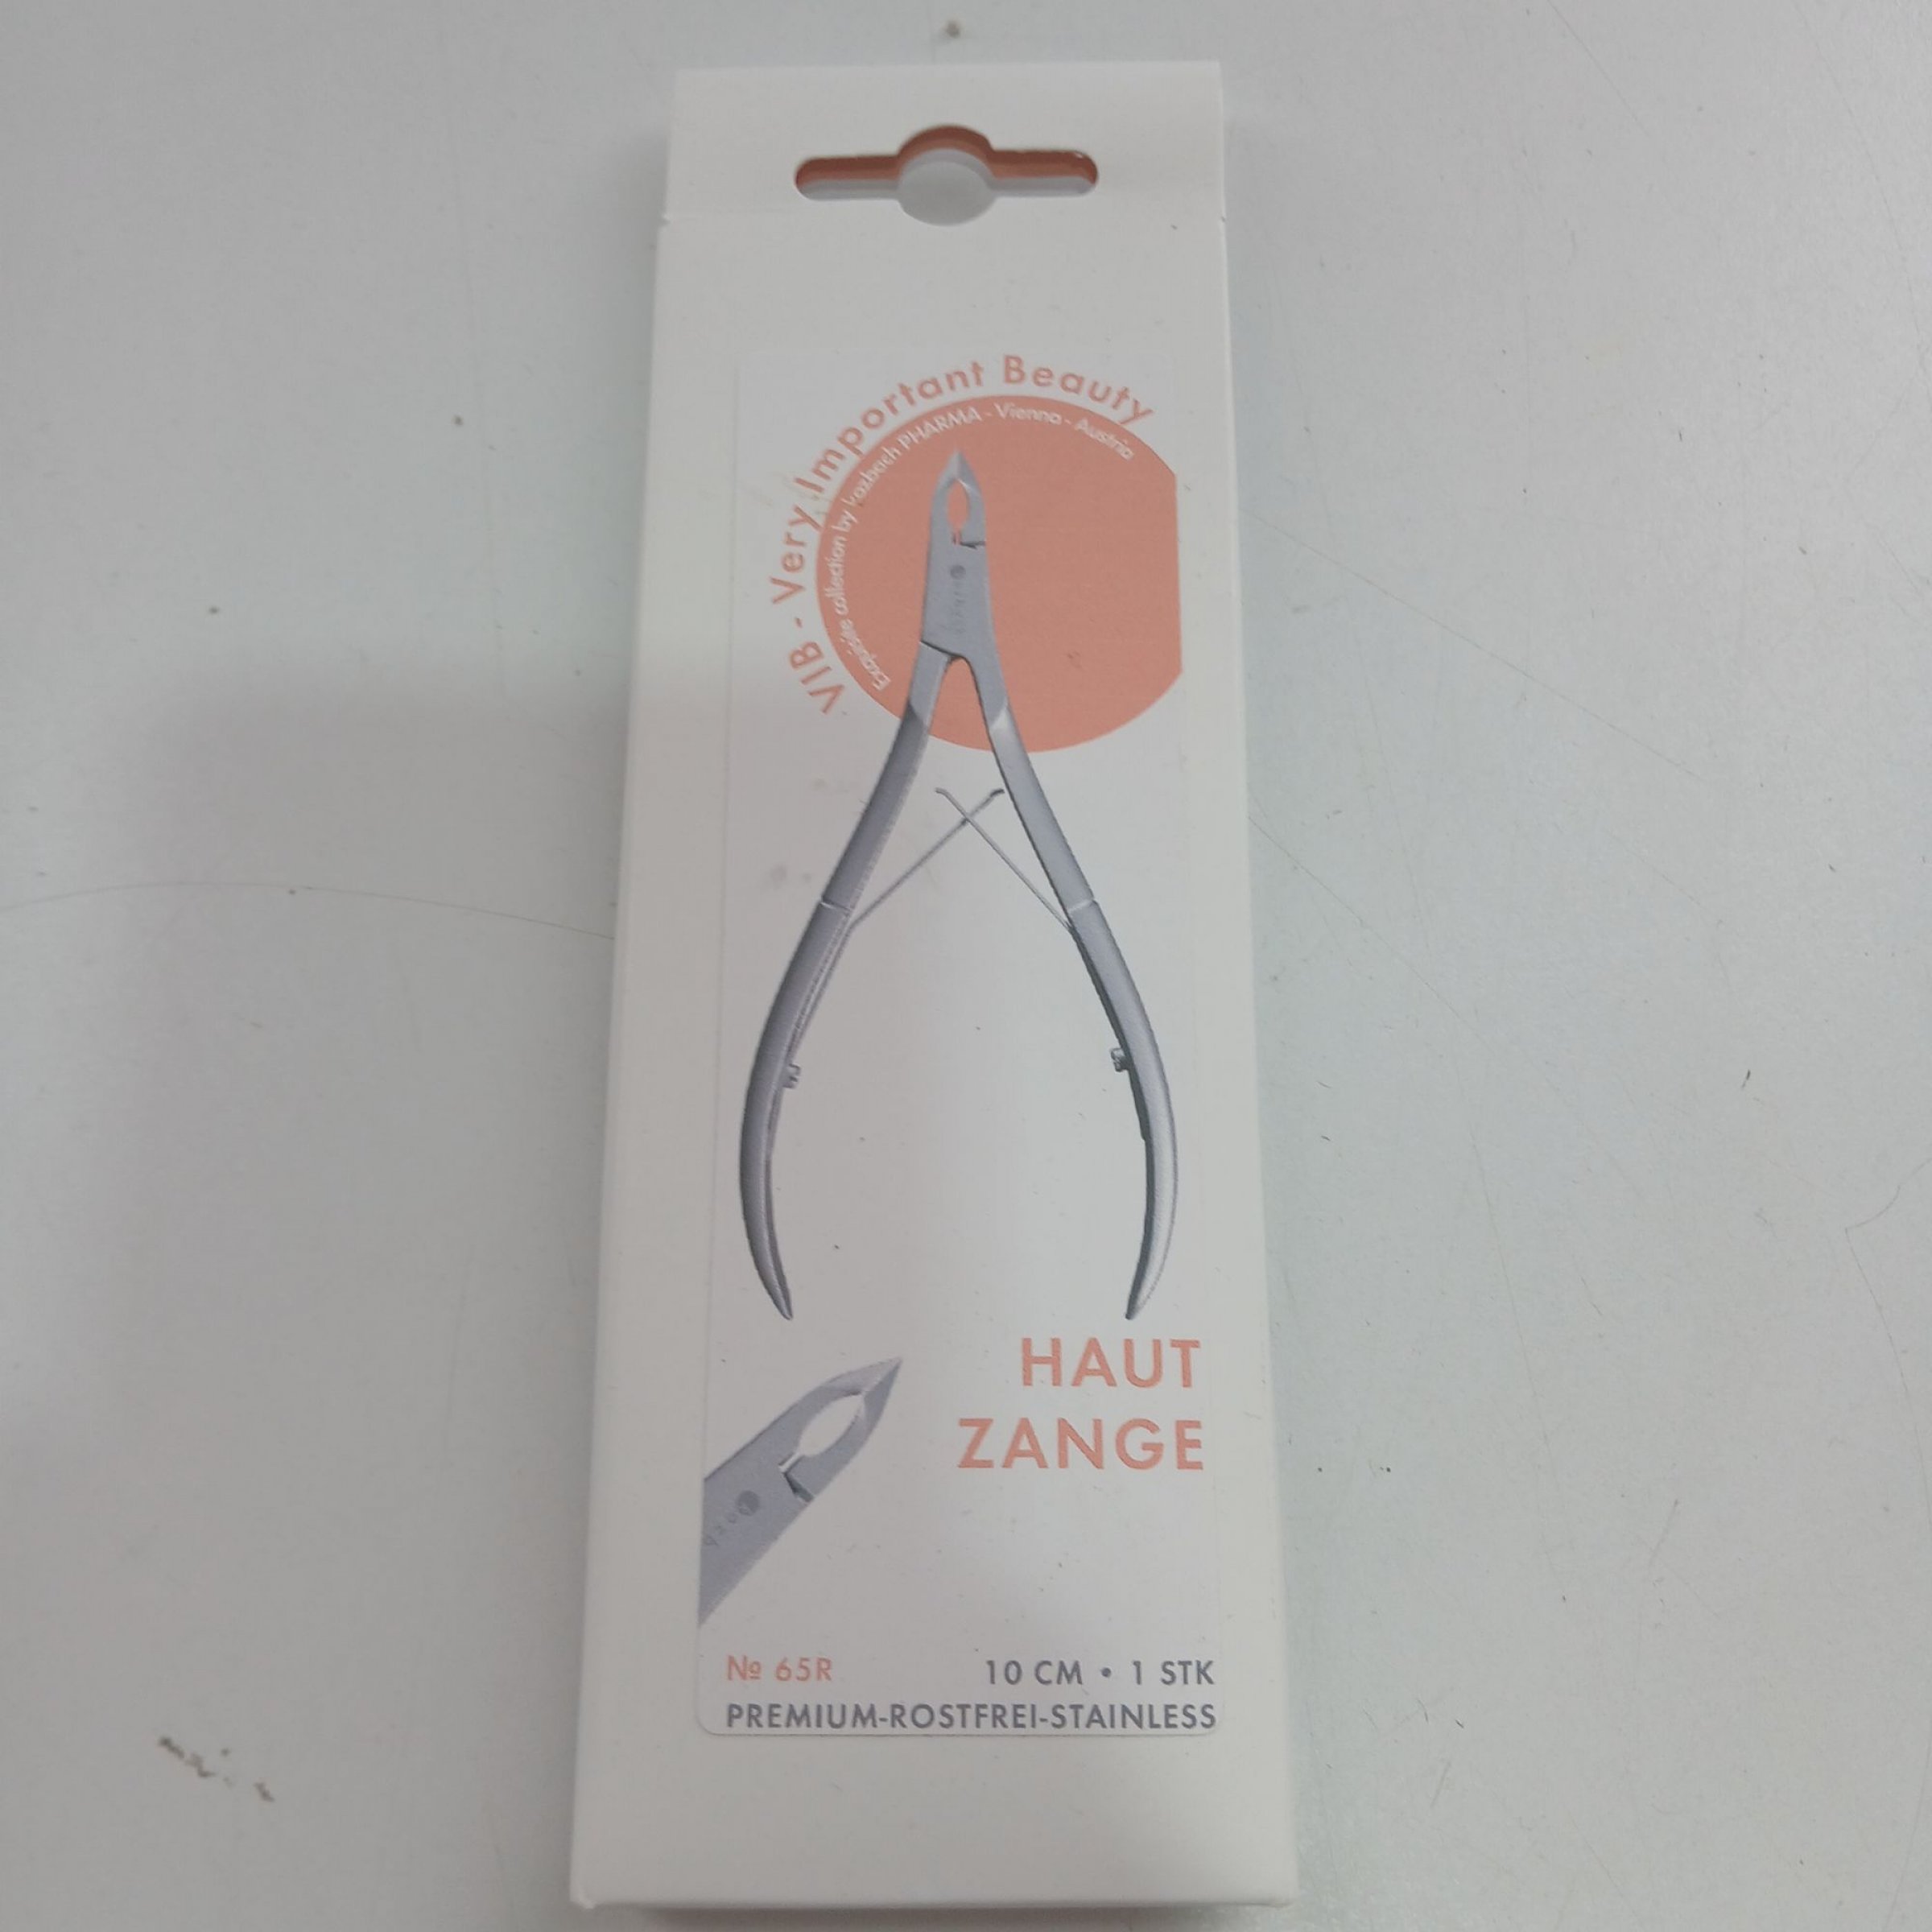 VIB - Very Important Beauty
Exquisite collection by kozbach PHARMA - Vienna - Austria
HAUT
ZANGE
№ 65R
10 CM • 1 STK
PREMIUM-ROSTFREI-STAINLESS